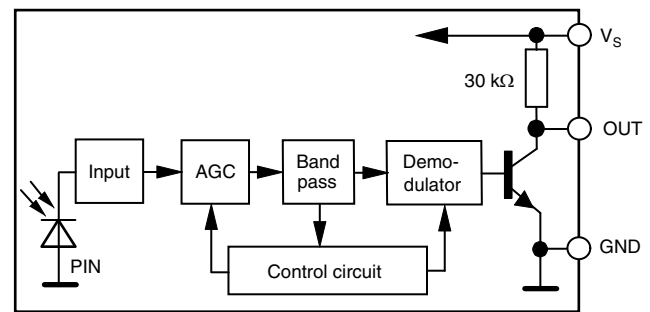 V_S
30 kΩ
OUT
Input
AGC
Band
pass
Demo-
dulator
GND
PIN
Control circuit